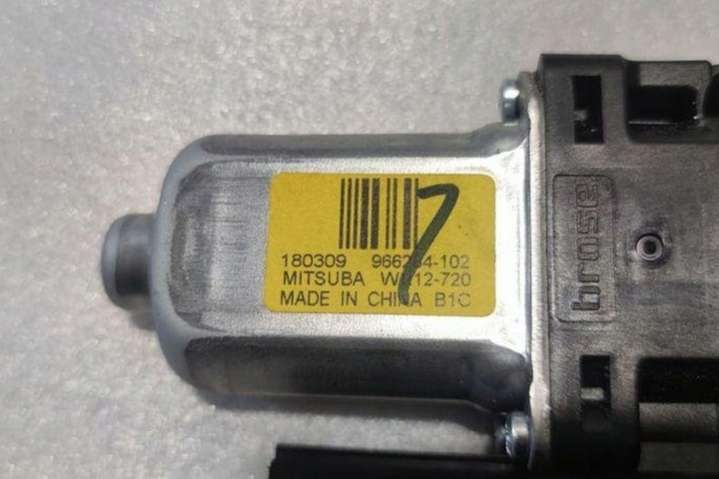 180309
MITSUBA
MADE IN CHINA B1C
brose
7